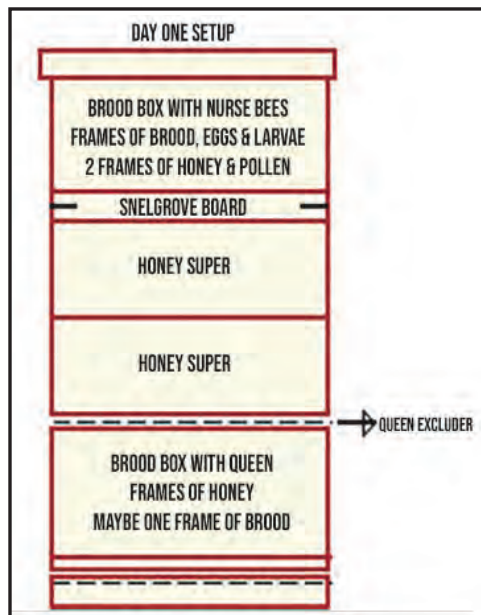 DAY ONE SETUP
BROOD BOX WITH NURSE BEES
FRAMES OF BROOD, EGGS & LARVAE
2 FRAMES OF HONEY & POLLEN
SNELGROVE BOARD
HONEY SUPER
HONEY SUPER
QUEEN EXCLUDER
BROOD BOX WITH QUEEN
FRAMES OF HONEY
MAYBE ONE FRAME OF BROOD